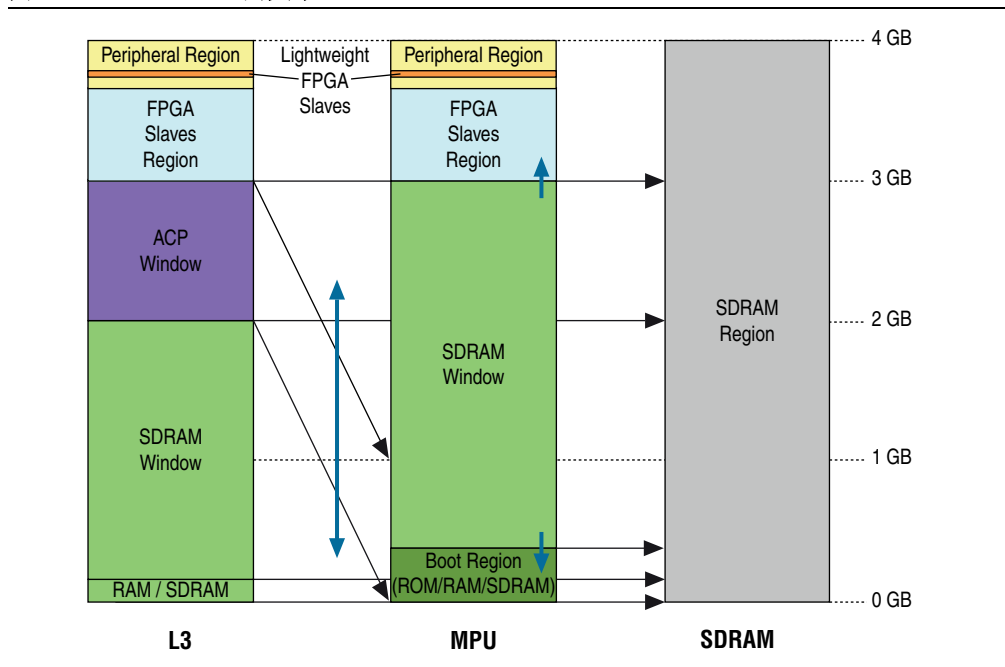 4 GB
Peripheral Region
Lightweight
FPGA
Slaves
Peripheral Region
FPGA
Slaves
Region
FPGA
Slaves
Region
3 GB
ACP
Window
SDRAM
Region
2 GB
SDRAM
Window
SDRAM
Window
1 GB
Boot Region
(ROM/RAM/SDRAM)
RAM / SDRAM
0 GB
L3
MPU
SDRAM